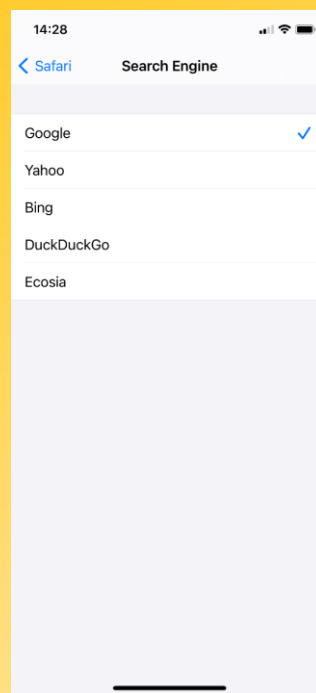 14:28
Safari
Search Engine
Google
Yahoo
Bing
DuckDuckGo
Ecosia